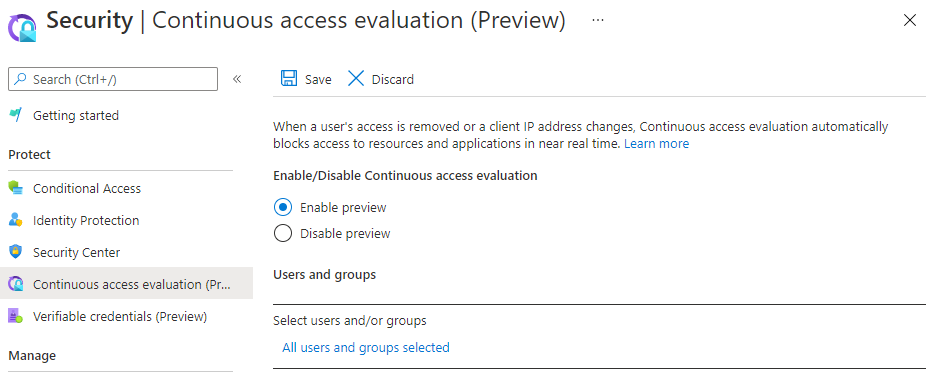 Security | Continuous access evaluation (Preview) ...
Search (Ctrl+/) «
Getting started
Protect
Conditional Access
Identity Protection
Security Center
Continuous access evaluation (Pr...
Verifiable credentials (Preview)
Manage
Save Discard
When a user's access is removed or a client IP address changes, Continuous access evaluation automatically
blocks access to resources and applications in near real time. Learn more
Enable/Disable Continuous access evaluation
Enable preview
Disable preview
Users and groups
Select users and/or groups
All users and groups selected